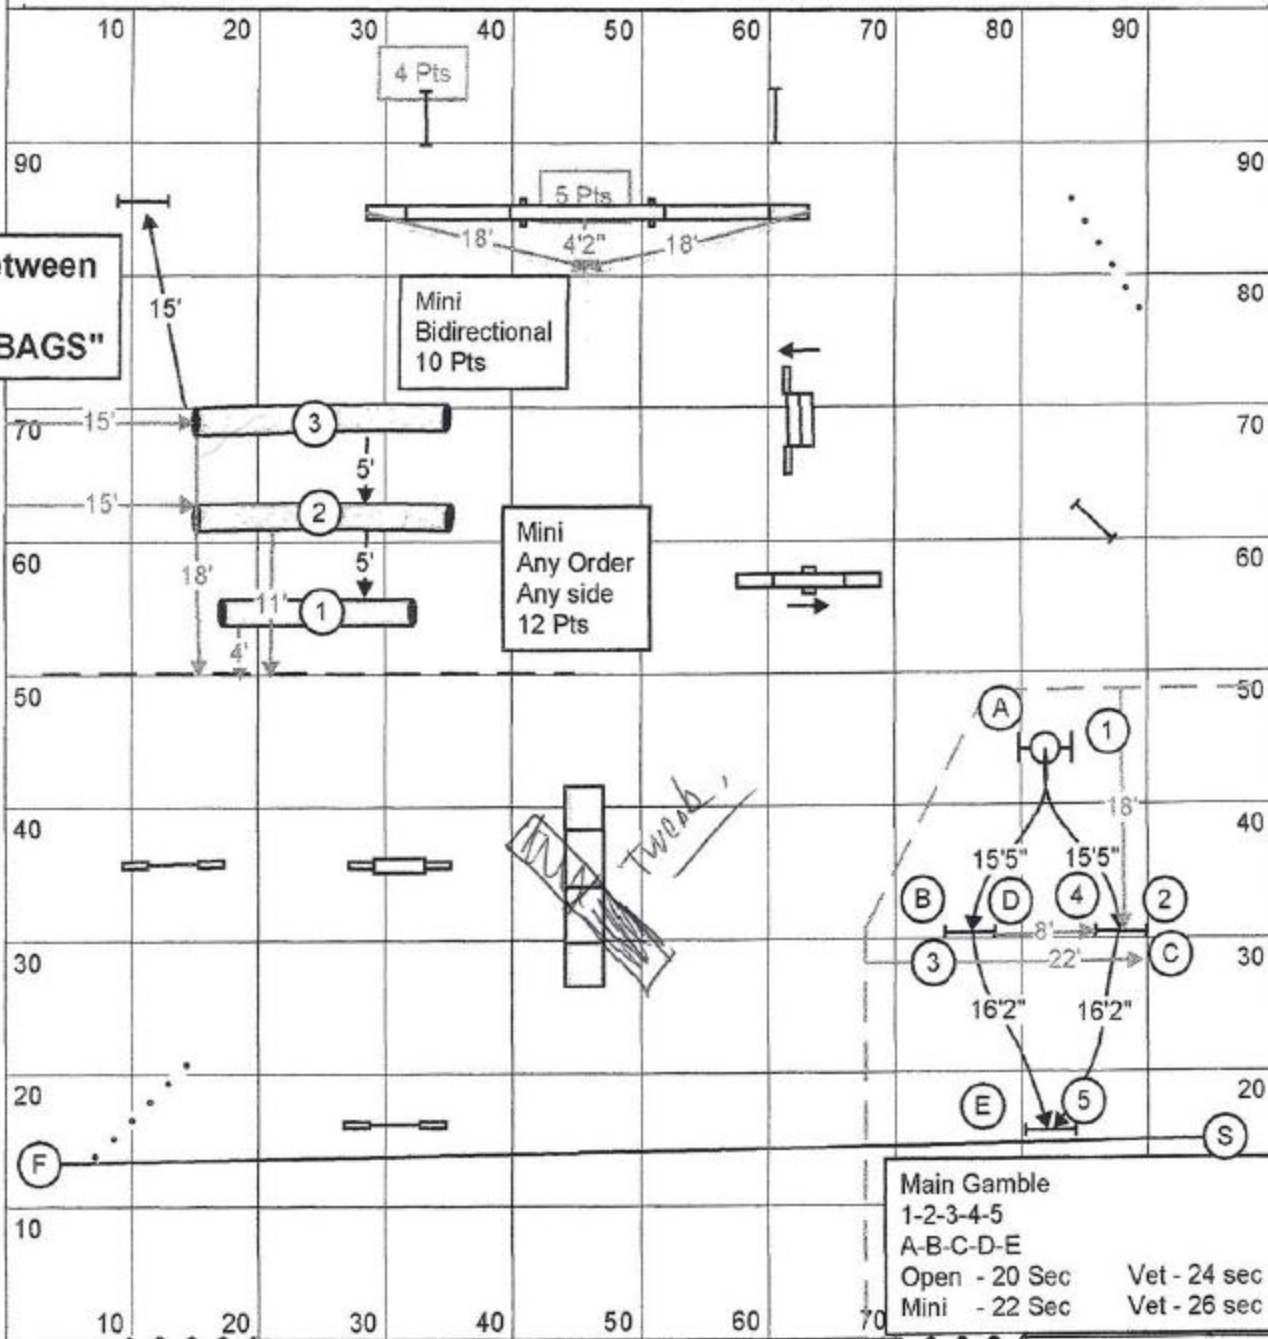 10 20 30 40 50 60 80 90
4 Pts
90 90
5 Pts
18' 4'2" 18'
etween
BAGS"
80
15'
Mini
Bidirectional
10 Pts
70 15' 3 70
5'
15' 2
Mini
Any Order
Any side
12 Pts
60 60
5'
18' 11' 1
4'
50 50
A 1
18'
40 40
15'5" 15'5"
B D 4 2
8'
30 3 22' C 30
16'2" 16'2"
20 20
E 5
F S
Main Gamble
1-2-3-4-5
A-B-C-D-E
Open - 20 Sec Vet - 24 sec
Mini - 22 Sec Vet - 26 sec
10
10 20 30 40 50 60 70